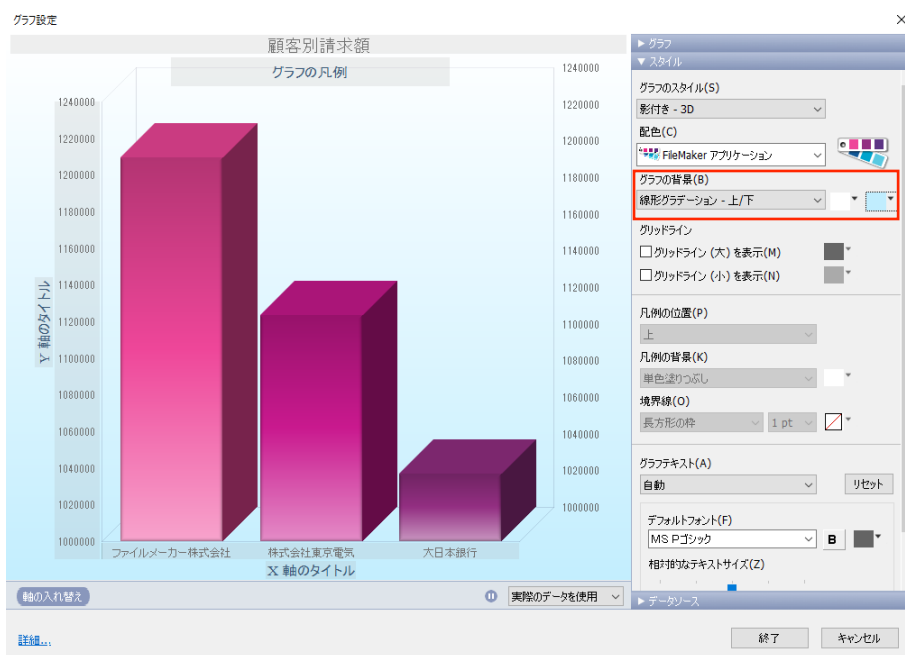 グラフ設定
×
顧客別請求額
グラフの凡例
1240000
1220000
1200000
1180000
1160000
1140000
1120000
1100000
1080000
1060000
1040000
1020000
1000000
Y 軸のタイトル
1240000
1220000
1200000
1180000
1160000
1140000
1120000
1100000
1080000
1060000
1040000
1020000
1000000
ファイルメーカー株式会社 株式会社東京電気 大日本銀行
X 軸のタイトル
軸の入れ替え
実際のデータを使用
▶ グラフ
▼ スタイル
グラフのスタイル(S)
影付き - 3D
配色(C)
FileMaker アプリケーション
グラフの背景(B)
線形グラデーション - 上/下
グリッドライン
グリッドライン (大) を表示(M)
グリッドライン (小) を表示(N)
凡例の位置(P)
上
凡例の背景(K)
単色塗りつぶし
境界線(O)
長方形の枠 1 pt
グラフテキスト(A)
自動 リセット
デフォルトフォント(F)
MS Pゴシック B
相対的なテキストサイズ(Z)
▶ データソース
詳細...
終了 キャンセル